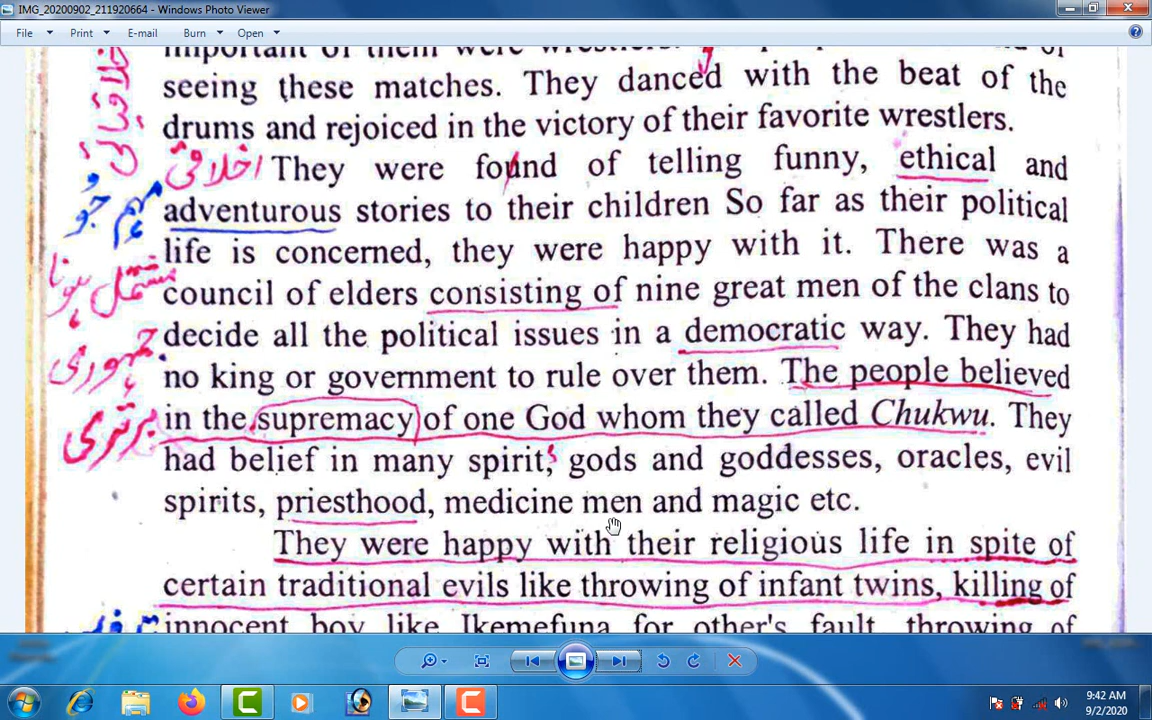 IMG_20200902_211920664 - Windows Photo Viewer
File Print E-mail Burn Open
important of them were wrestlers. of
seeing these matches. They danced with the beat of the
drums and rejoiced in the victory of their favorite wrestlers.
اخلاقی They were found of telling funny, ethical and
مہم جو adventurous stories to their children So far as their political
life is concerned, they were happy with it. There was a
مشتمل ہونا council of elders consisting of nine great men of the clans to
decide all the political issues in a democratic way. They had
جمہوری no king or government to rule over them. The people believed
برتری in the supremacy of one God whom they called Chukwu. They
had belief in many spirit,s gods and goddesses, oracles, evil
spirits, priesthood, medicine men and magic etc.
They were happy with their religious life in spite of
certain traditional evils like throwing of infant twins, killing of
innocent boy like Ikemefuna for other's fault, throwing of
9:42 AM
9/2/2020